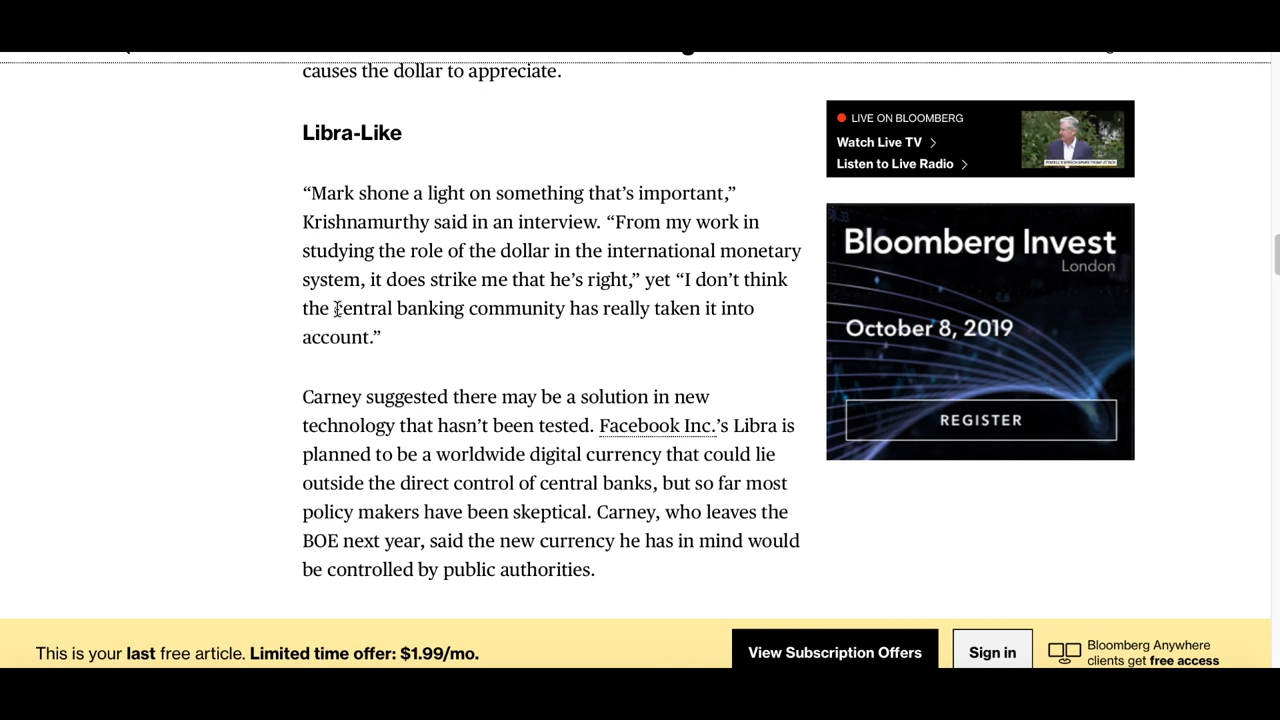 causes the dollar to appreciate.
Libra-Like
“Mark shone a light on something that’s important,”
Krishnamurthy said in an interview. “From my work in
studying the role of the dollar in the international monetary
system, it does strike me that he’s right,” yet “I don’t think
the central banking community has really taken it into
account.”
Carney suggested there may be a solution in new
technology that hasn’t been tested. Facebook Inc.’s Libra is
planned to be a worldwide digital currency that could lie
outside the direct control of central banks, but so far most
policy makers have been skeptical. Carney, who leaves the
BOE next year, said the new currency he has in mind would
be controlled by public authorities.
LIVE ON BLOOMBERG
Watch Live TV
Listen to Live Radio
Bloomberg Invest
London
October 8, 2019
REGISTER
This is your last free article. Limited time offer: $1.99/mo.
View Subscription Offers
Sign in
Bloomberg Anywhere
clients get free access